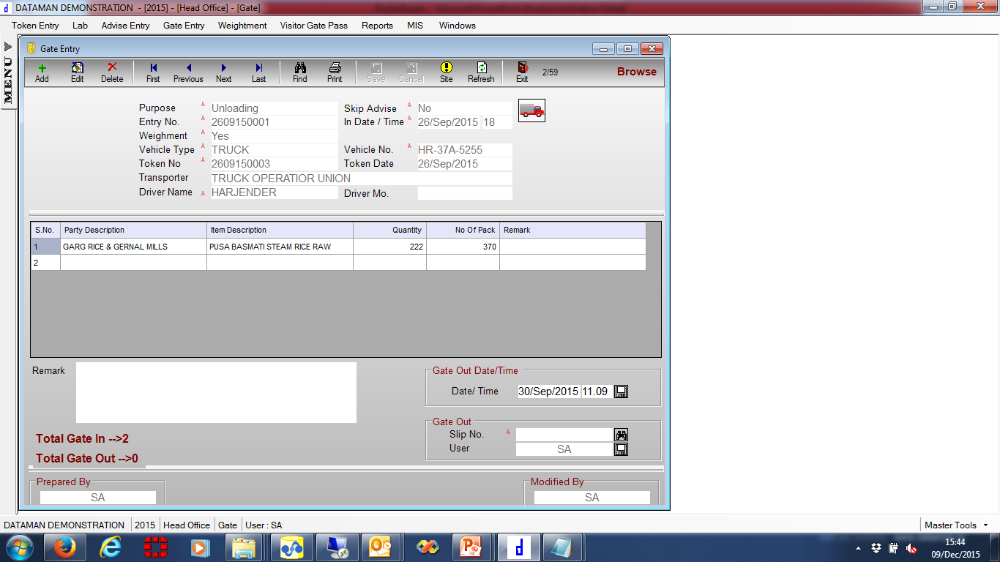 DATAMAN DEMONSTRATION - [2015] - [Head Office] - [Gate]
Token Entry Lab Advise Entry Gate Entry Weightment Visitor Gate Pass Reports MIS Windows
MENU
Gate Entry
Add Edit Delete First Previous Next Last Find Print Save Cancel Site Refresh Exit 2/59 Browse
Purpose Unloading Skip Advise No
Entry No. 2609150001 In Date / Time 26/Sep/2015 18
Weighment Yes
Vehicle Type TRUCK Vehicle No. HR-37A-5255
Token No 2609150003 Token Date 26/Sep/2015
Transporter TRUCK OPERATIOR UNION
Driver Name HARJENDER Driver Mo.
S.No. Party Description Item Description Quantity No Of Pack Remark
1 GARG RICE & GERNAL MILLS PUSA BASMATI STEAM RICE RAW 222 370
2
Remark
Gate Out Date/Time
Date/ Time 30/Sep/2015 11.09
Gate Out
Slip No.
User SA
Total Gate In -->2
Total Gate Out -->0
Prepared By
SA
Modified By
SA
DATAMAN DEMONSTRATION 2015 Head Office Gate User : SA Master Tools
15:44
09/Dec/2015